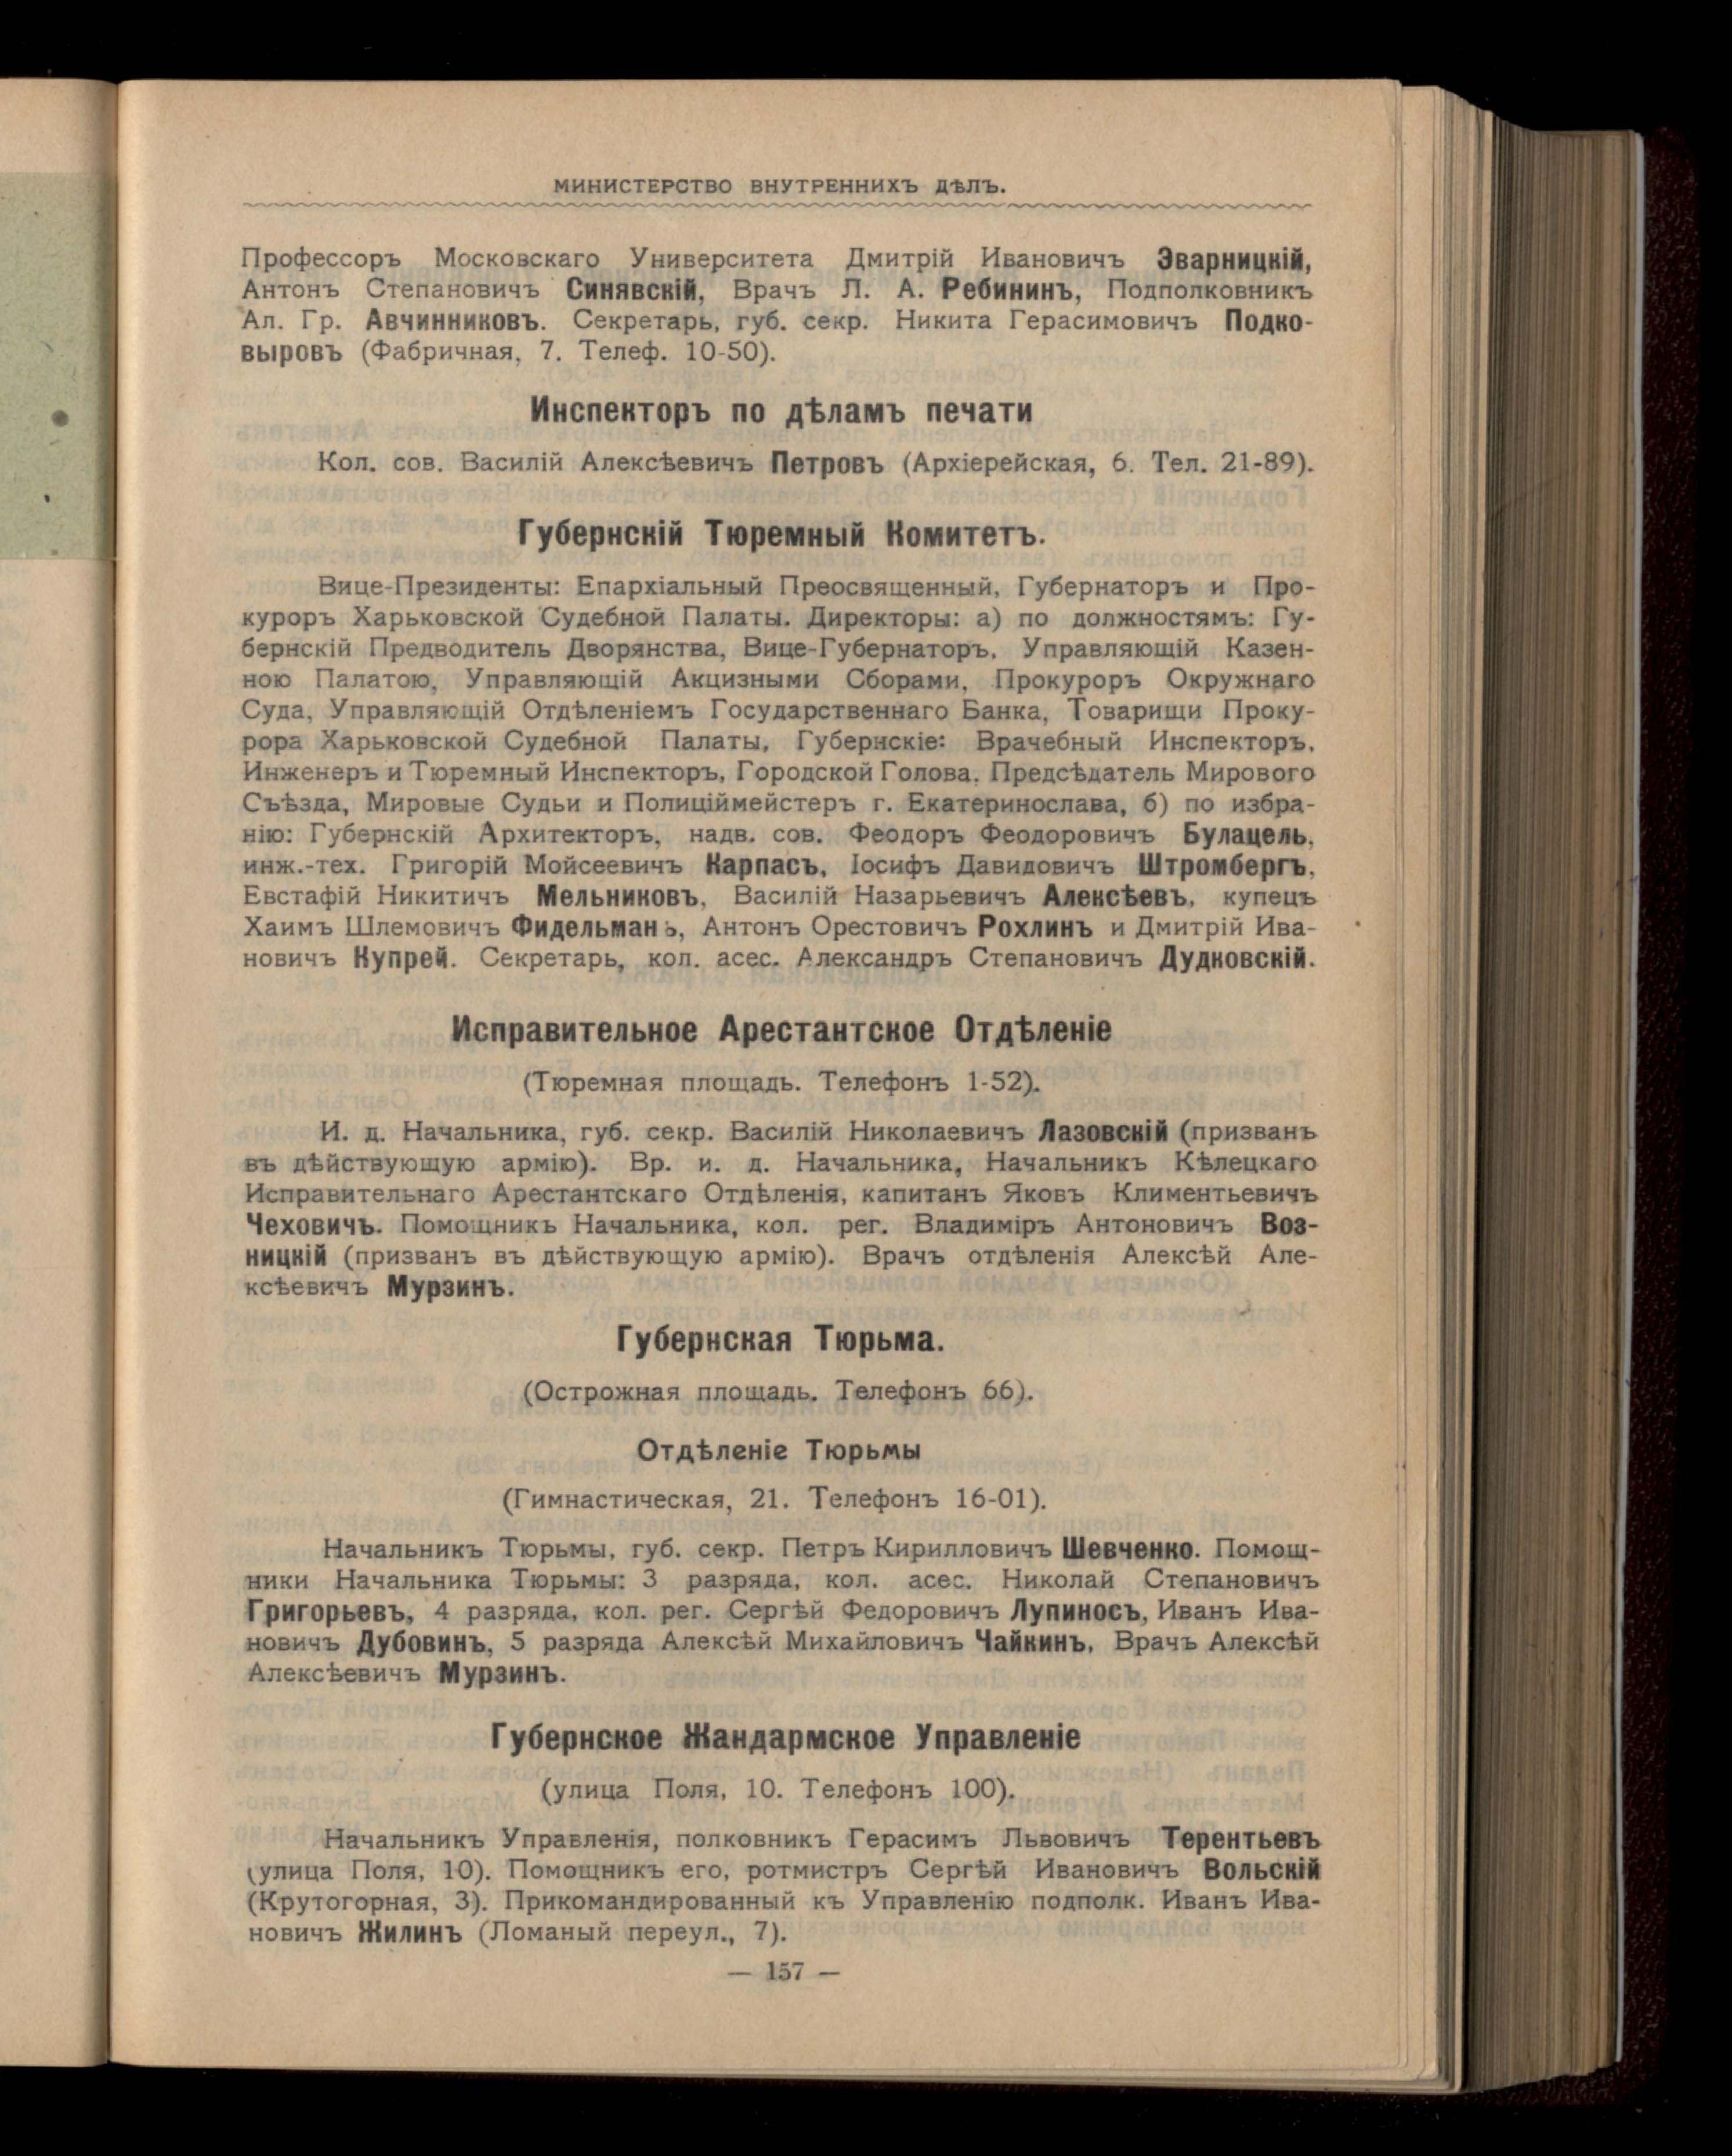 МИНИСТЕРСТВО ВНУТРЕННИХЪ ДѢЛЪ.
Профессоръ Московскаго Университета Дмитрій Ивановичъ Эварницкій,
Антонъ Степановичъ Синявскій, Врачъ Л. А. Ребининъ, Подполковникъ
Ал. Гр. Авчинниковъ. Секретарь, губ. секр. Никита Герасимовичъ Подко-
выровъ (Фабричная, 7. Телеф. 10-50).
Инспекторъ по дѣламъ печати
Кол. сов. Василій Алексѣевичъ Петровъ (Архіерейская, 6. Тел. 21-89).
Губернскій Тюремный Комитетъ.
Вице-Президенты: Епархіальный Преосвященный, Губернаторъ и Про-
куроръ Харьковской Судебной Палаты. Директоры: а) по должностямъ: Гу-
бернскій Предводитель Дворянства, Вице-Губернаторъ. Управляющій Казен-
ною Палатою, Управляющій Акцизными Сборами, Прокуроръ Окружнаго
Суда, Управляющій Отдѣленіемъ Государственнаго Банка, Товарищи Проку-
рора Харьковской Судебной Палаты, Губернскіе: Врачебный Инспекторъ,
Инженеръ и Тюремный Инспекторъ, Городской Голова. Предсѣдатель Мирового
Съѣзда, Мировые Судьи и Полиціймейстеръ г. Екатеринослава, б) по избра-
нію: Губернскій Архитекторъ, надв. сов. Феодоръ Феодоровичъ Булацель,
инж.-тех. Григорій Мойсеевичъ Карпасъ, Іосифъ Давидовичъ Штромбергъ,
Евстафій Никитичъ Мельниковъ, Василій Назарьевичъ Алексѣевъ, купецъ
Хаимъ Шлемовичъ Фидельманъ, Антонъ Орестовичъ Рохлинъ и Дмитрій Ива-
новичъ Купрей. Секретарь, кол. асес. Александръ Степановичъ Дудковскій.
Исправительное Арестантское Отдѣленіе
(Тюремная площадь. Телефонъ 1-52).
И. д. Начальника, губ. секр. Василій Николаевичъ Лазовскій (призванъ
въ дѣйствующую армію). Вр. и. д. Начальника, Начальникъ Кѣлецкаго
Исправительнаго Арестантскаго Отдѣленія, капитанъ Яковъ Климентьевичъ
Чеховичъ. Помощникъ Начальника, кол. рег. Владиміръ Антоновичъ Воз-
ницкій (призванъ въ дѣйствующую армію). Врачъ отдѣленія Алексѣй Але-
ксѣевичъ Мурзинъ.
Губернская Тюрьма.
(Острожная площадь. Телефонъ 66).
Отдѣленіе Тюрьмы
(Гимнастическая, 21. Телефонъ 16-01).
Начальникъ Тюрьмы, губ. секр. Петръ Кирилловичъ Шевченко. Помощ-
ники Начальника Тюрьмы: 3 разряда, кол. асес. Николай Степановичъ
Григорьевъ, 4 разряда, кол. рег. Сергѣй Федоровичъ Лупиносъ, Иванъ Ива-
новичъ Дубовинъ, 5 разряда Алексѣй Михайловичъ Чайкинъ, Врачъ Алексѣй
Алексѣевичъ Мурзинъ.
Губернское Жандармское Управленіе
(улица Поля, 10. Телефонъ 100).
Начальникъ Управленія, полковникъ Герасимъ Львовичъ Терентьевъ
(улица Поля, 10). Помощникъ его, ротмистръ Сергѣй Ивановичъ Вольскій
(Крутогорная, 3). Прикомандированный къ Управленію подполк. Иванъ Ива-
новичъ Жилинъ (Ломаный переул., 7).
— 157 —